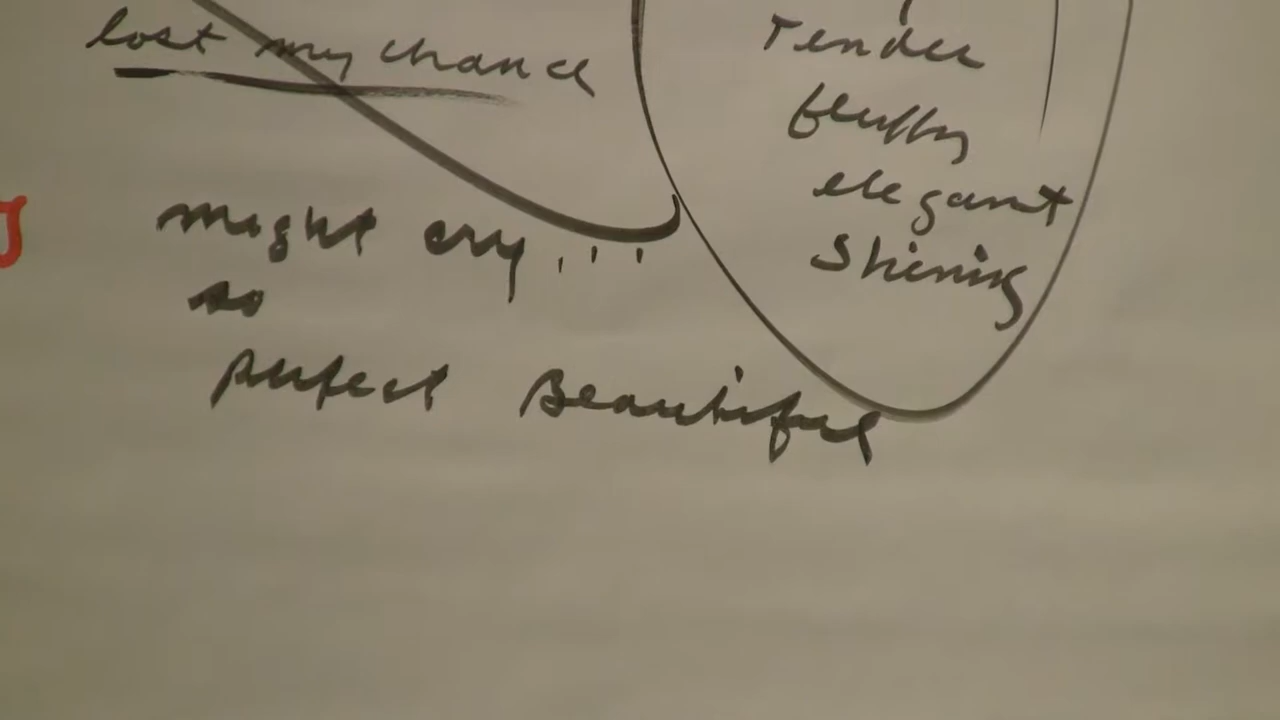 lost my chance
might cry...
so
perfect Beautiful
Tender
fluffy
elegant
Shining